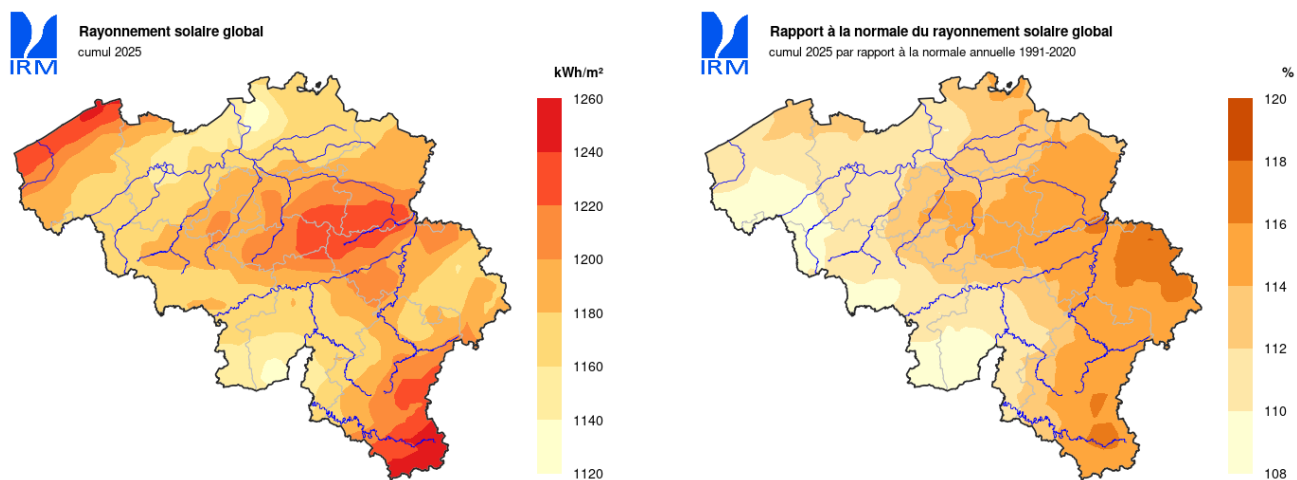 IRM
Rayonnement solaire global
cumul 2025
kWh/m²
1260
1240
1220
1200
1180
1160
1140
1120
IRM
Rapport à la normale du rayonnement solaire global
cumul 2025 par rapport à la normale annuelle 1991-2020
%
120
118
116
114
112
110
108